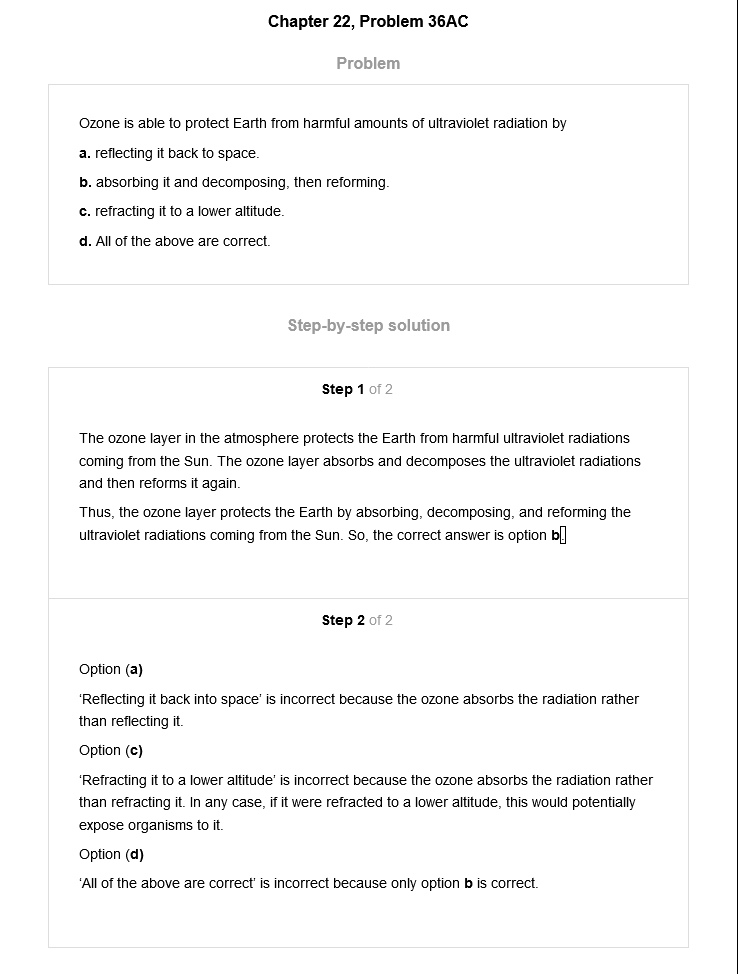 Chapter 22, Problem 36AC
Problem
Ozone is able to protect Earth from harmful amounts of ultraviolet radiation by
a. reflecting it back to space.
b. absorbing it and decomposing, then reforming.
c. refracting it to a lower altitude.
d. All of the above are correct.
Step-by-step solution
Step 1 of 2
The ozone layer in the atmosphere protects the Earth from harmful ultraviolet radiations
coming from the Sun. The ozone layer absorbs and decomposes the ultraviolet radiations
and then reforms it again.
Thus, the ozone layer protects the Earth by absorbing, decomposing, and reforming the
ultraviolet radiations coming from the Sun. So, the correct answer is option b.
Step 2 of 2
Option (a)
‘Reflecting it back into space’ is incorrect because the ozone absorbs the radiation rather
than reflecting it.
Option (c)
‘Refracting it to a lower altitude’ is incorrect because the ozone absorbs the radiation rather
than refracting it. In any case, if it were refracted to a lower altitude, this would potentially
expose organisms to it.
Option (d)
‘All of the above are correct’ is incorrect because only option b is correct.